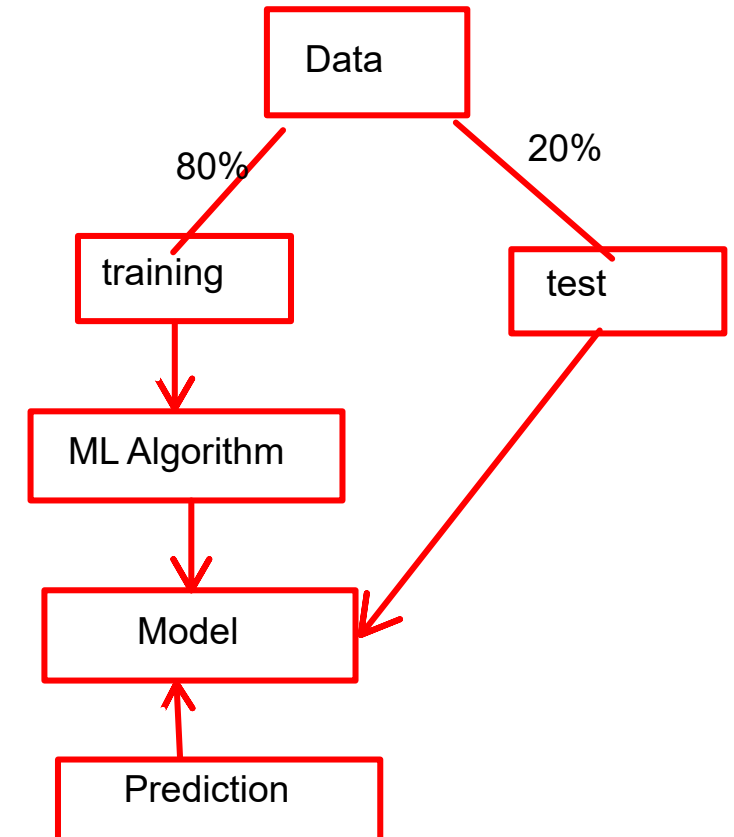 Data
80%
20%
training
test
ML Algorithm
Model
Prediction